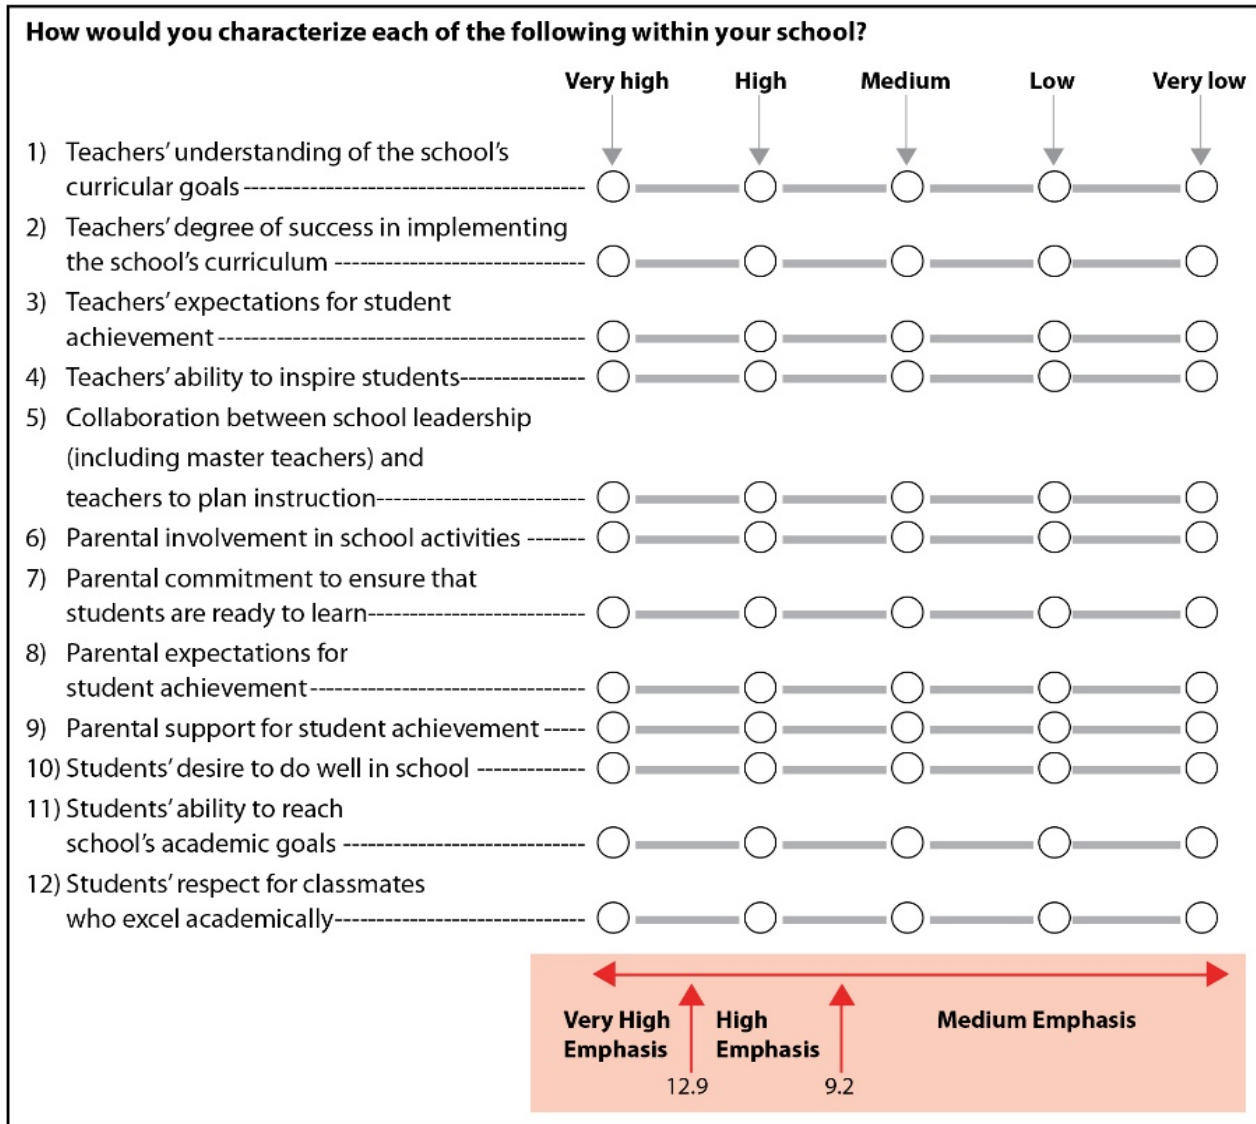 How would you characterize each of the following within your school?
Very high High Medium Low Very low
1) Teachers’ understanding of the school’s
curricular goals
2) Teachers’ degree of success in implementing
the school’s curriculum
3) Teachers’ expectations for student
achievement
4) Teachers’ ability to inspire students
5) Collaboration between school leadership
(including master teachers) and
teachers to plan instruction
6) Parental involvement in school activities
7) Parental commitment to ensure that
students are ready to learn
8) Parental expectations for
student achievement
9) Parental support for student achievement
10) Students’ desire to do well in school
11) Students’ ability to reach
school’s academic goals
12) Students’ respect for classmates
who excel academically
Very High High Medium Emphasis
Emphasis Emphasis
12.9 9.2